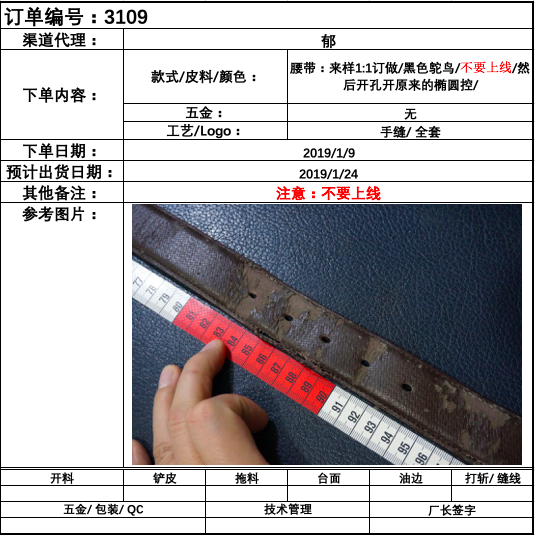 订单编号：3109
渠道代理： 郁
下单内容： 款式/皮料/颜色： 腰带：来样1:1订做/黑色鸵鸟/不要上线/然
后开孔开原来的椭圆控/
五金： 无
工艺/Logo： 手缝/ 全套
下单日期： 2019/1/9
预计出货日期： 2019/1/24
其他备注： 注意：不要上线
参考图片：
77 78 79 80 81 82 83 84 85 86 87 88 89 90 91 92 93 94 95 96
开料 铲皮 拖料 台面 油边 打斩/ 缝线
五金/ 包装/ QC 技术管理 厂长签字